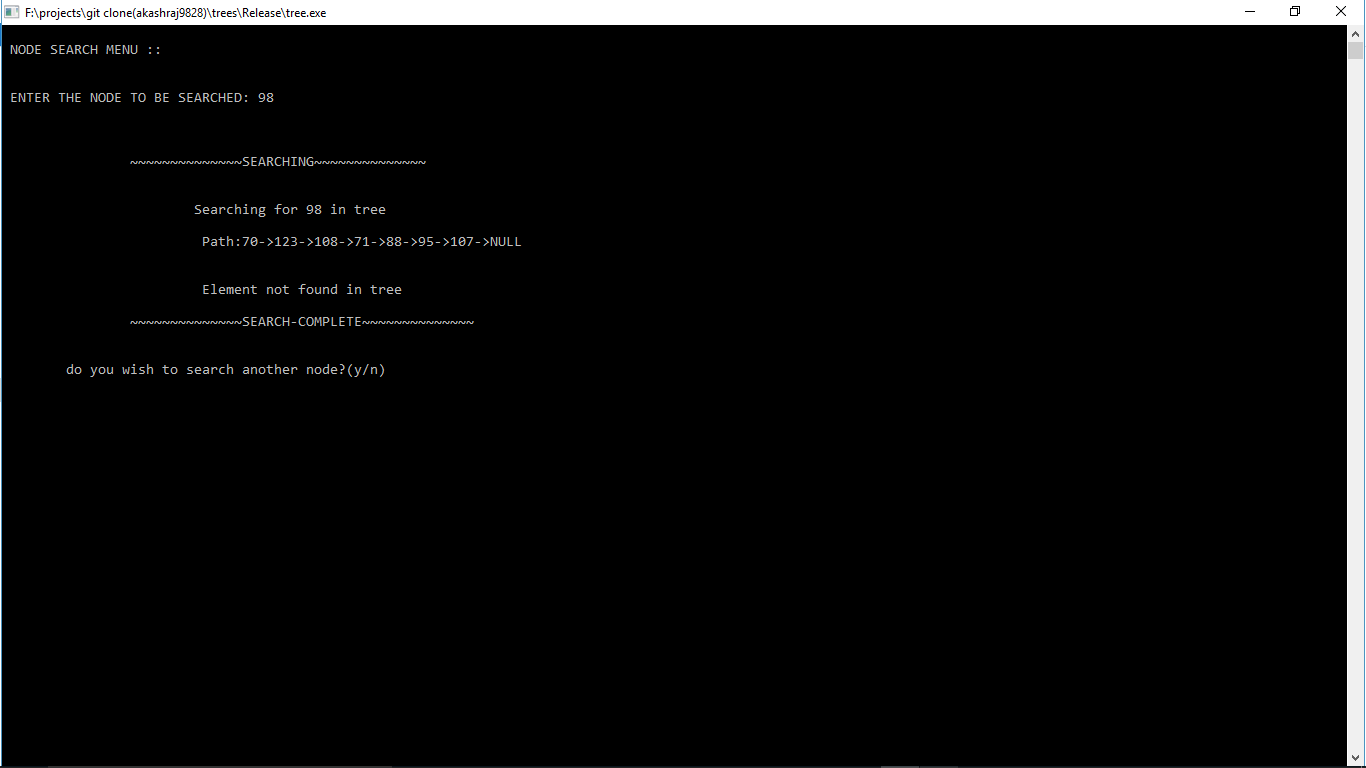 F:\projects\git clone(akashraj9828)\trees\Release\tree.exe
NODE SEARCH MENU ::
ENTER THE NODE TO BE SEARCHED: 98
~~~~~~~~~~~~~~SEARCHING~~~~~~~~~~~~~~
Searching for 98 in tree
Path:70->123->108->71->88->95->107->NULL
Element not found in tree
~~~~~~~~~~~~~~SEARCH-COMPLETE~~~~~~~~~~~~~~
do you wish to search another node?(y/n)